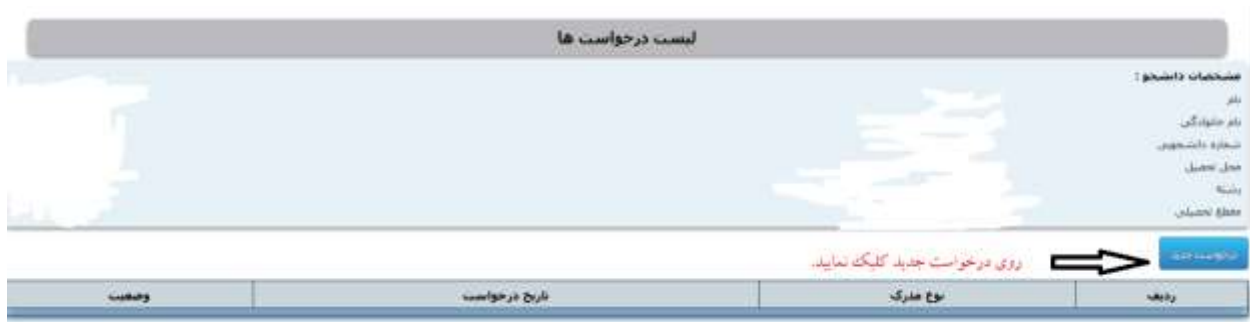 لیست درخواست ها
مشخصات دانشجو :
نام
نام خانوادگی
شماره دانشجویی
محل تحصیل
رشته
مقطع تحصیلی
درخواست جدید
روی درخواست جدید کلیک نمایید.
ردیف نوع مدرک تاریخ درخواست وضعیت